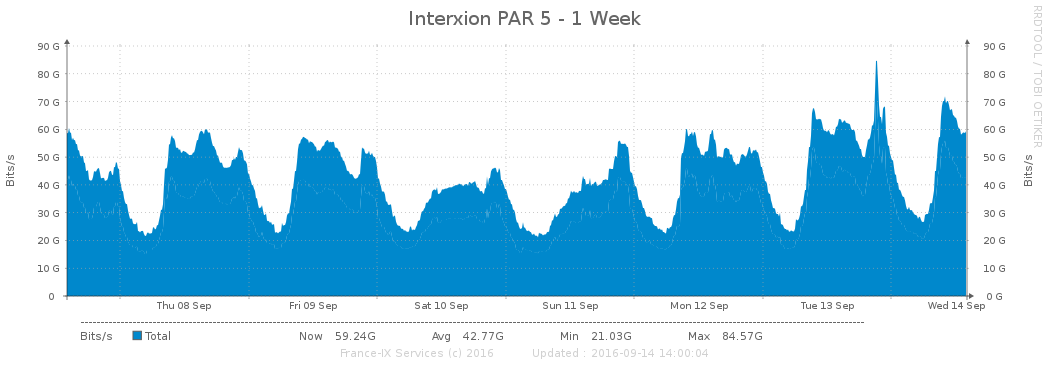 Interxion PAR 5 - 1 Week
RRDTOOL / TOBI OETIKER
90 G 90 G
80 G 80 G
70 G 70 G
60 G 60 G
50 G 50 G
40 G 40 G
30 G 30 G
20 G 20 G
10 G 10 G
0 0 G
Bits/s
Bits/s
Thu 08 Sep Fri 09 Sep Sat 10 Sep Sun 11 Sep Mon 12 Sep Tue 13 Sep Wed 14 Sep
Bits/s Total Now 59.24G Avg 42.77G Min 21.03G Max 84.57G
France-IX Services (c) 2016 Updated : 2016-09-14 14:00:04